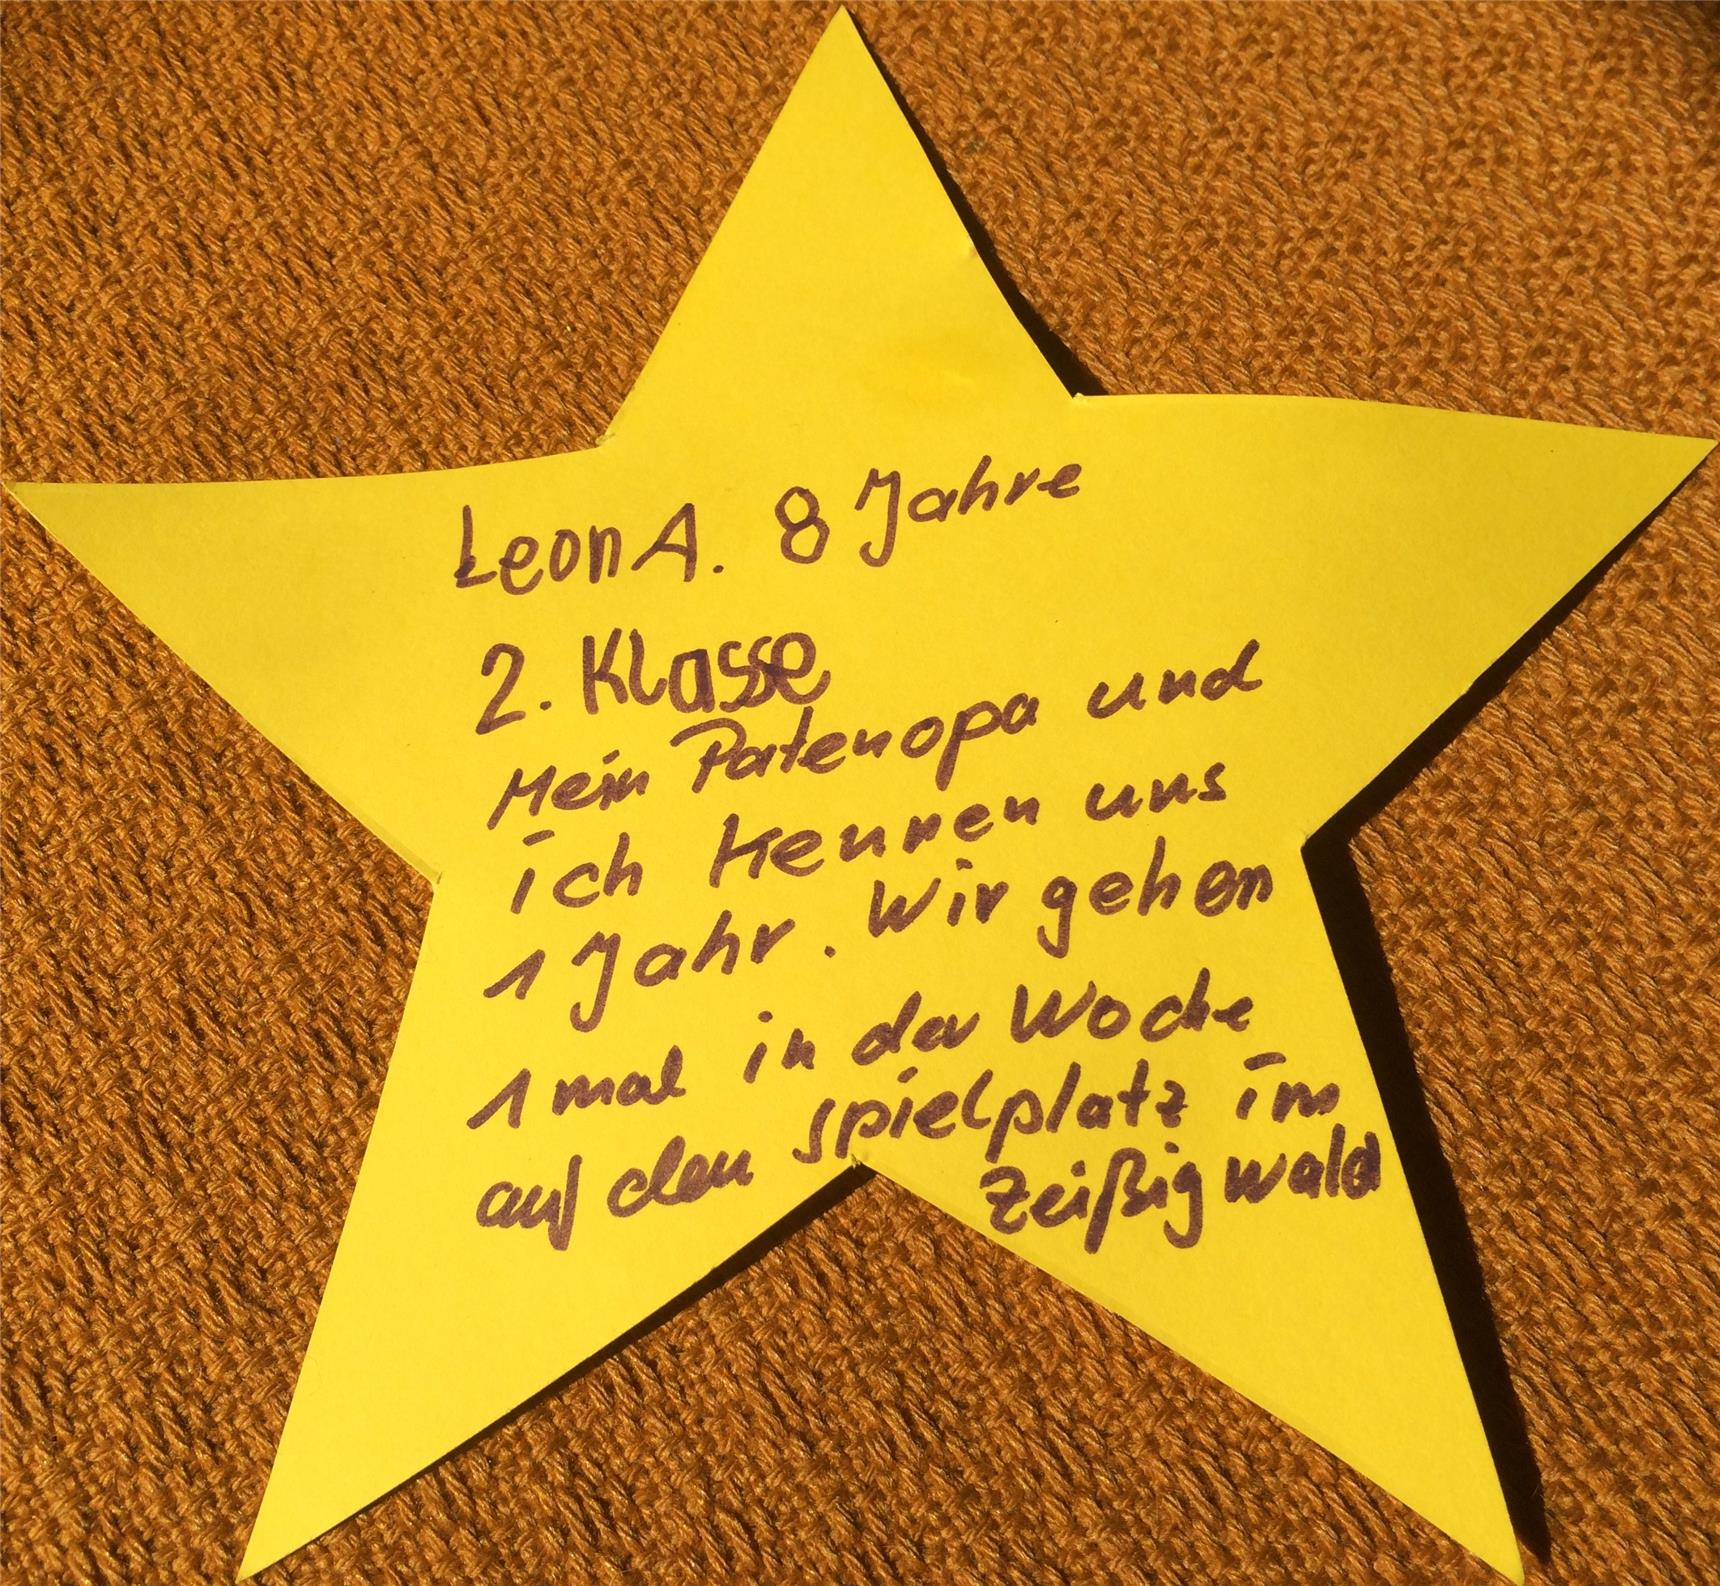 Leon A. 8 Jahre
2. Klasse
Mein Patenopa und
ich kennen uns
1 Jahr. Wir gehen
1 mal in der Woche
auf den spielplatz im
zeißigwald